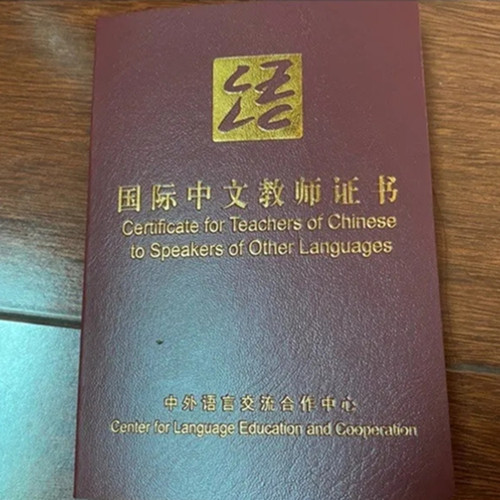 国际中文教师证书
Certificate for Teachers of Chinese
to Speakers of Other Languages
中外语言交流合作中心
Center for Language Education and Cooperation